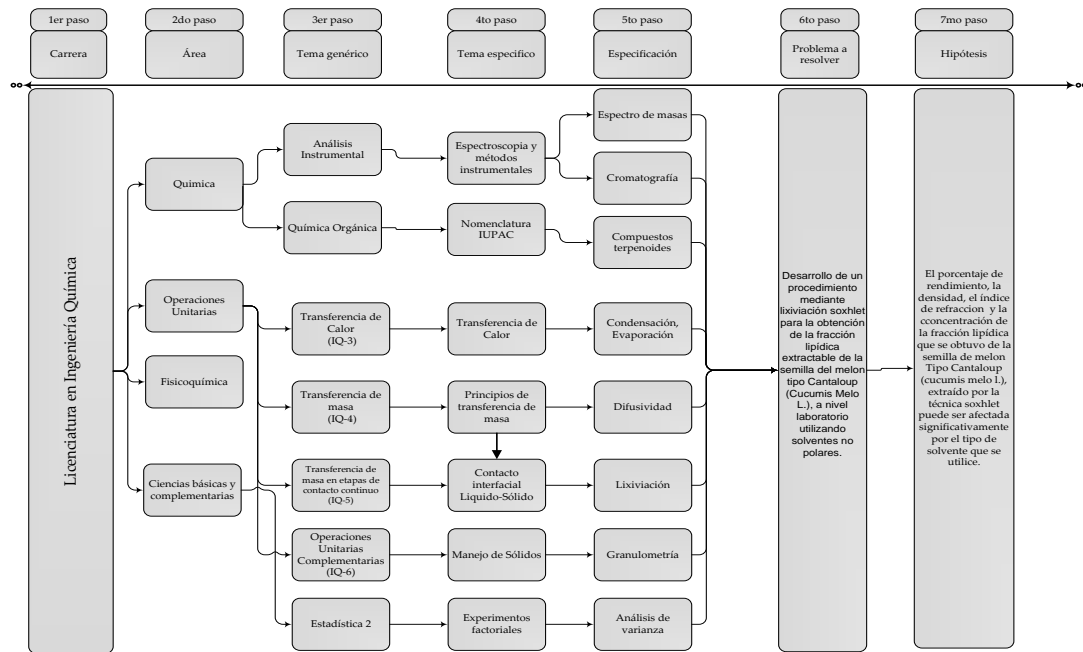 1er paso
2do paso
3er paso
4to paso
5to paso
6to paso
7mo paso
Carrera
Área
Tema genérico
Tema especifico
Especificación
Problema a
resolver
Hipótesis
Licenciatura en Ingeniería Química
Química
Operaciones
Unitarias
Fisicoquímica
Ciencias básicas y
complementarias
Análisis
Instrumental
Química Orgánica
Transferencia de
Calor
(IQ-3)
Transferencia de
masa
(IQ-4)
Transferencia de
masa en etapas de
contacto continuo
(IQ-5)
Operaciones
Unitarias
Complementarias
(IQ-6)
Estadística 2
Espectroscopia y
métodos
instrumentales
Nomenclatura
IUPAC
Transferencia de
Calor
Principios de
transferencia de
masa
Contacto
interfacial
Liquido-Sólido
Manejo de Sólidos
Experimentos
factoriales
Espectro de masas
Cromatografía
Compuestos
terpenoides
Condensación,
Evaporación
Difusividad
Lixiviación
Granulometría
Análisis de
varianza
Desarrollo de un
procedimiento
mediante
lixiviación soxhlet
para la obtención
de la fracción
lipídica
extractable de la
semilla del melon
tipo Cantaloup
(Cucumis Melo
L.), a nivel
laboratorio
utilizando
solventes no
polares.
El porcentaje de
rendimiento, la
densidad, el índice
de refraccion y la
cconcentración de
la fracción lipídica
que se obtuvo de la
semilla de melon
Tipo Cantaloup
(cucumis melo l.),
extraído por la
técnica soxhlet
puede ser afectada
significativamente
por el tipo de
solvente que se
utilice.